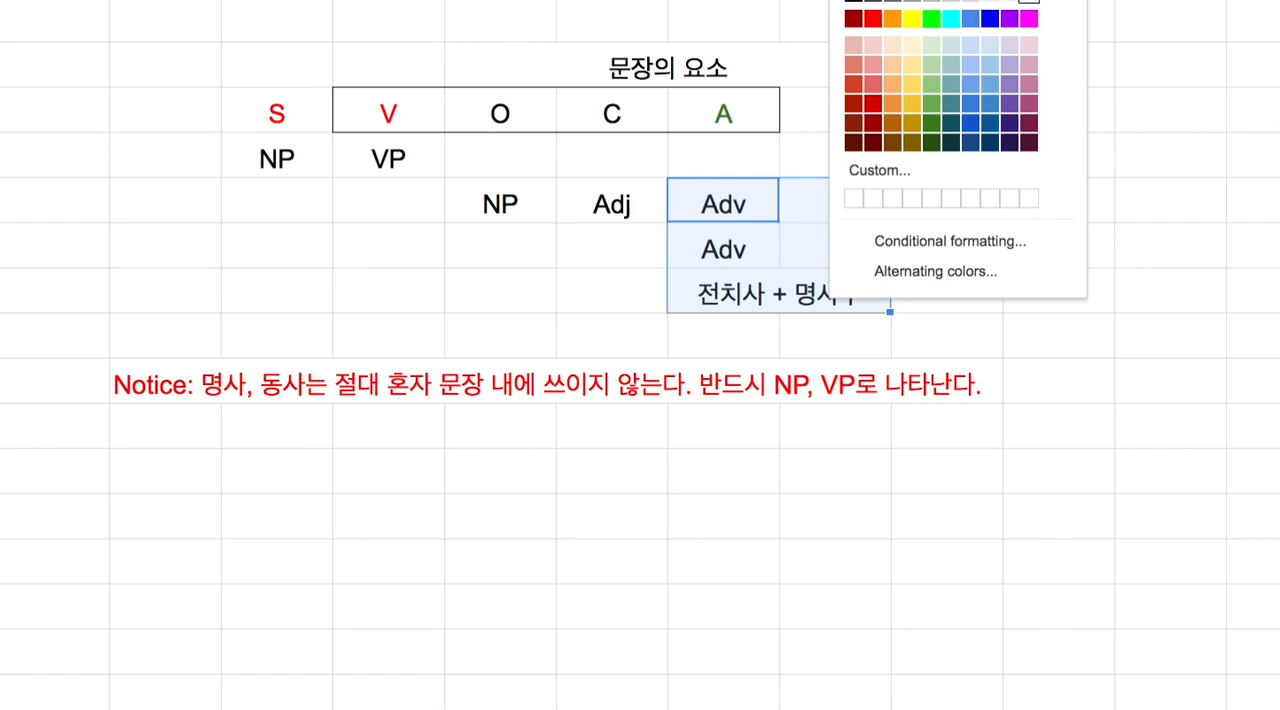 문장의 요소
S V O C A
NP VP
NP Adj Adv
Adv
전치사 + 명사
Notice: 명사, 동사는 절대 혼자 문장 내에 쓰이지 않는다. 반드시 NP, VP로 나타난다.
Custom...
Conditional formatting...
Alternating colors...